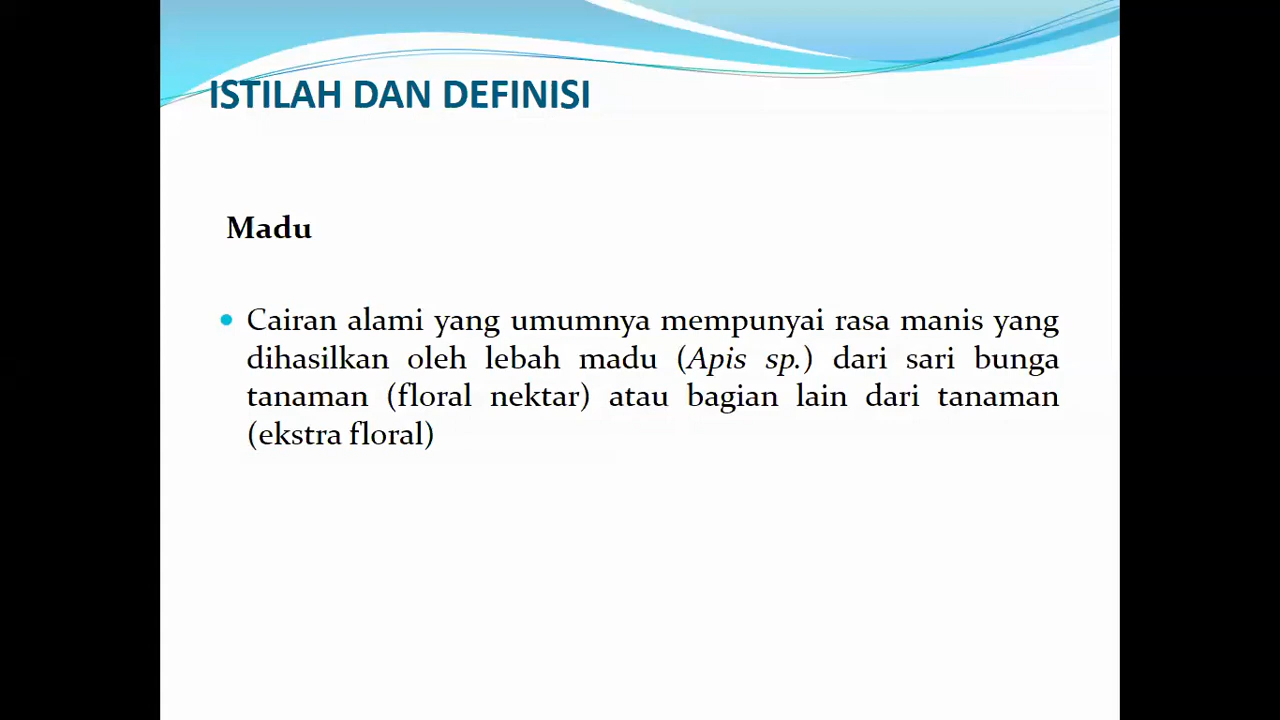 ISTILAH DAN DEFINISI
Madu
Cairan alami yang umumnya mempunyai rasa manis yang
dihasilkan oleh lebah madu (Apis sp.) dari sari bunga
tanaman (floral nektar) atau bagian lain dari tanaman
(ekstra floral)